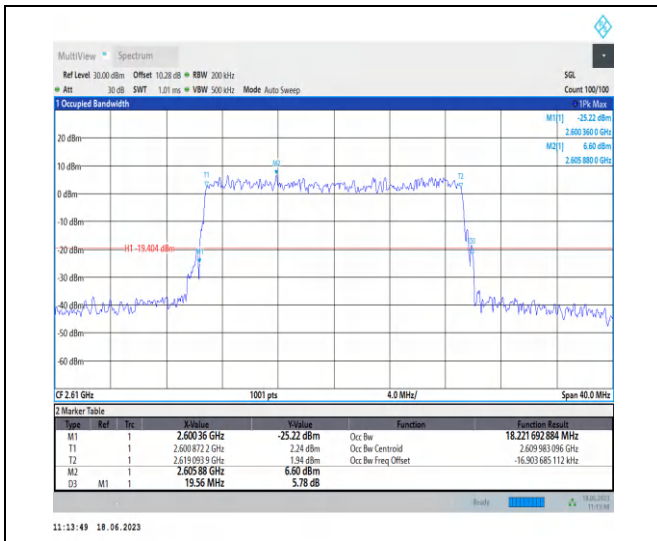 MultiView Spectrum
Ref Level 30.00 dBm Offset 10.28 dB RBW 200 kHz SGL
Att 30 dB SWT 1.01 ms VBW 500 kHz Mode Auto Sweep Count 100/100
1 Occupied Bandwidth 1Pk Max
M1[1] -25.22 dBm
2.600 360 0 GHz
M2[1] 6.60 dBm
2.605 880 0 GHz
20 dBm
10 dBm
M2
T1 T2
0 dBm
-10 dBm
-20 dBm
H1 -19.404 dBm
M1 D3
-30 dBm
-40 dBm
-50 dBm
-60 dBm
CF 2.61 GHz 1001 pts 4.0 MHz/ Span 40.0 MHz
2 Marker Table
Type Ref Trc X-Value Y-Value Function Function Result
M1 1 2.600 36 GHz -25.22 dBm Occ Bw 18.221 692 884 MHz
T1 1 2.600 872 2 GHz 2.24 dBm Occ Bw Centroid 2.609 983 096 GHz
T2 1 2.619 093 9 GHz 1.94 dBm Occ Bw Freq Offset -16.903 685 112 kHz
M2 1 2.605 88 GHz 6.60 dBm
D3 M1 1 19.56 MHz 5.78 dB
Ready 18.06.2023
11:13:48
11:13:49 18.06.2023